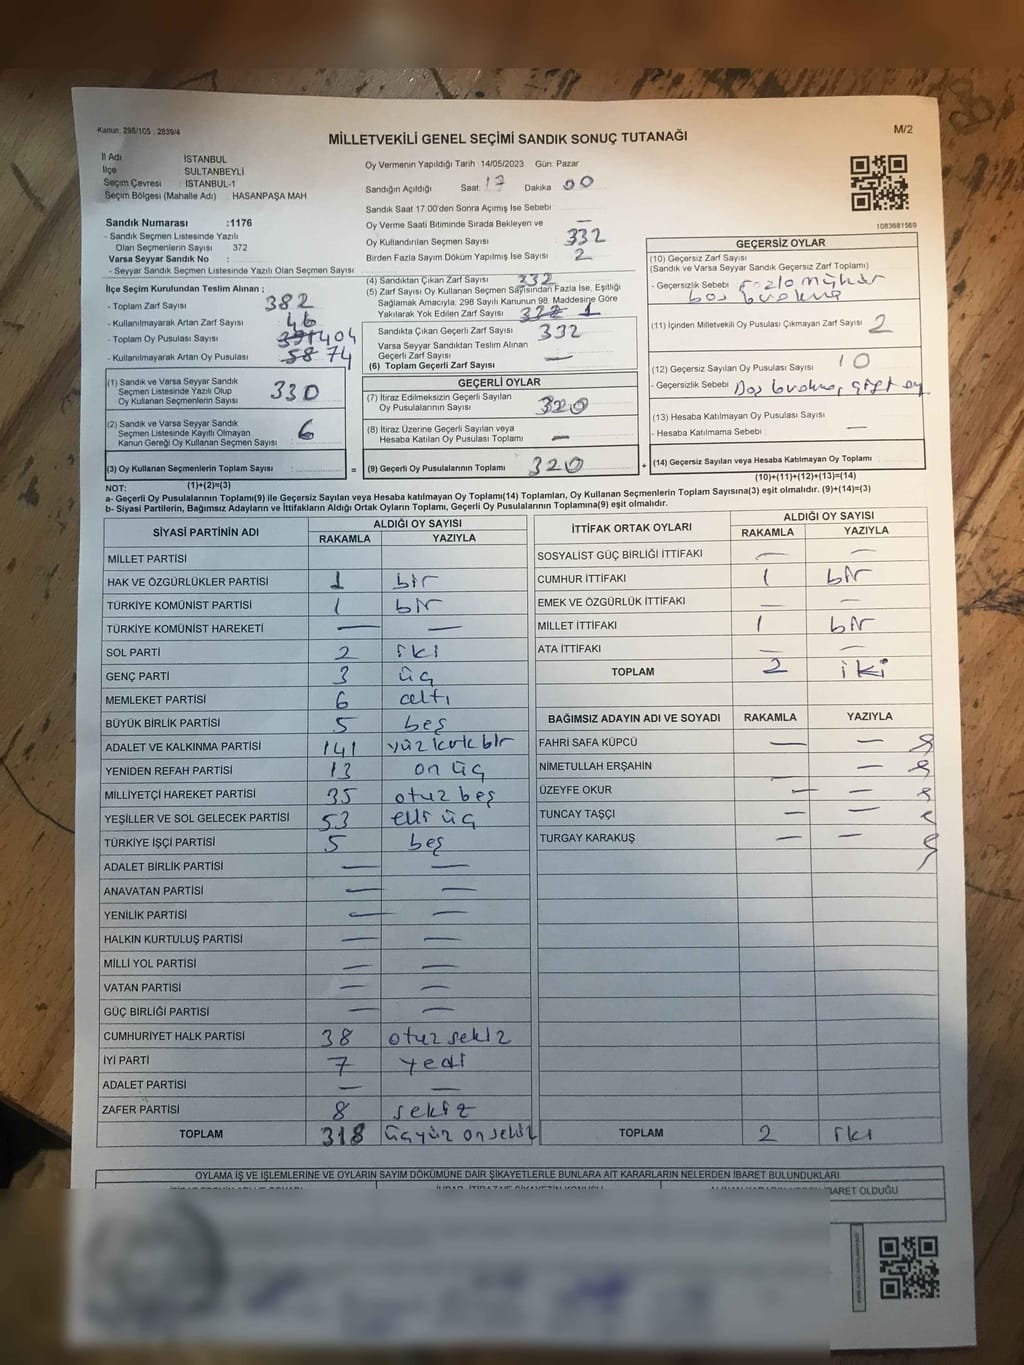 Kanun: 298/105 ; 2839/4
M/2
MİLLETVEKİLİ GENEL SEÇİMİ SANDIK SONUÇ TUTANAĞI
İl Adı İSTANBUL
İlçe SULTANBEYLİ
Seçim Çevresi İSTANBUL-1
Seçim Bölgesi (Mahalle Adı) : HASANPAŞA MAH
Sandık Numarası :1176
- Sandık Seçmen Listesinde Yazılı
Olan Seçmenlerin Sayısı 372
Varsa Seyyar Sandık No :
- Seyyar Sandık Seçmen Listesinde Yazılı Olan Seçmen Sayısı
İlçe Seçim Kurulundan Teslim Alınan ;
- Toplam Zarf Sayısı 382
- Kullanılmayarak Artan Zarf Sayısı 46
- Toplam Oy Pusulası Sayısı 391 404
- Kullanılmayarak Artan Oy Pusulası 58 74
(1) Sandık ve Varsa Seyyar Sandık
Seçmen Listesinde Yazılı Olup
Oy Kullanan Seçmenlerin Sayısı 330
(2) Sandık ve Varsa Seyyar Sandık
Seçmen Listesinde Kayıtlı Olmayan
Kanun Gereği Oy Kullanan Seçmen Sayısı 6
(3) Oy Kullanan Seçmenlerin Toplam Sayısı : =
Oy Vermenin Yapıldığı Tarih 14/05/2023 Gün: Pazar
Sandığın Açıldığı Saat 17 Dakika 00
Sandık Saat 17:00'den Sonra Açımış İse Sebebi
Oy Verme Saati Bitiminde Sırada Bekleyen ve
Oy Kullandırılan Seçmen Sayısı 332
Birden Fazla Sayım Döküm Yapılmış İse Sayısı 2
(4) Sandıktan Çıkan Zarf Sayısı 332
(5) Zarf Sayısı Oy Kullanan Seçmen Sayısından Fazla İse, Eşitliği
Sağlamak Amacıyla, 298 Sayılı Kanunun 98. Maddesine Göre
Yakılarak Yok Edilen Zarf Sayısı 1
Sandıkta Çıkan Geçerli Zarf Sayısı 332
Varsa Seyyar Sandıktan Teslim Alınan
Geçerli Zarf Sayısı —
(6) Toplam Geçerli Zarf Sayısı
GEÇERLİ OYLAR
(7) İtiraz Edilmeksizin Geçerli Sayılan
Oy Pusulalarının Sayısı 320
(8) İtiraz Üzerine Geçerli Sayılan veya
Hesaba Katılan Oy Pusulası Toplamı —
(9) Geçerli Oy Pusulalarının Toplamı 320 +
1083681569
GEÇERSİZ OYLAR
(10) Geçersiz Zarf Sayısı
(Sandık ve Varsa Seyyar Sandık Geçersiz Zarf Toplamı)
- Geçersizlik Sebebi fazla mühür
boş bırakma
(11) İçinden Milletvekili Oy Pusulası Çıkmayan Zarf Sayısı 2
(12) Geçersiz Sayılan Oy Pusulası Sayısı 10
- Geçersizlik Sebebi : Boş bırakma, çift oy
(13) Hesaba Katılmayan Oy Pusulası Sayısı
- Hesaba Katılmama Sebebi : —
(14) Geçersiz Sayılan veya Hesaba Katılmayan Oy Toplamı
(10)+(11)+(12)+(13)=(14)
NOT: (1)+(2)=(3)
a- Geçerli Oy Pusulalarının Toplamı(9) ile Geçersiz Sayılan veya Hesaba katılmayan Oy Toplamı(14) Toplamları, Oy Kullanan Seçmenlerin Toplam Sayısına(3) eşit olmalıdır. (9)+(14)=(3)
b- Siyasi Partilerin, Bağımsız Adayların ve İttifakların Aldığı Ortak Oyların Toplamı, Geçerli Oy Pusulalarının Toplamına(9) eşit olmalıdır.
SİYASİ PARTİNİN ADI ALDIĞI OY SAYISI
RAKAMLA YAZIYLA
MİLLET PARTİSİ
HAK VE ÖZGÜRLÜKLER PARTİSİ 1 bir
TÜRKİYE KOMÜNİST PARTİSİ 1 bir
TÜRKİYE KOMÜNİST HAREKETİ — —
SOL PARTİ 2 iki
GENÇ PARTİ 3 üç
MEMLEKET PARTİSİ 6 altı
BÜYÜK BİRLİK PARTİSİ 5 beş
ADALET VE KALKINMA PARTİSİ 141 yüz kırk bir
YENİDEN REFAH PARTİSİ 13 on üç
MİLLİYETÇİ HAREKET PARTİSİ 35 otuz beş
YEŞİLLER VE SOL GELECEK PARTİSİ 53 elli üç
TÜRKİYE İŞÇİ PARTİSİ 5 beş
ADALET BİRLİK PARTİSİ — —
ANAVATAN PARTİSİ — —
YENİLİK PARTİSİ — —
HALKIN KURTULUŞ PARTİSİ — —
MİLLİ YOL PARTİSİ — —
VATAN PARTİSİ — —
GÜÇ BİRLİĞİ PARTİSİ — —
CUMHURİYET HALK PARTİSİ 38 otuz sekiz
İYİ PARTİ 7 yedi
ADALET PARTİSİ — —
ZAFER PARTİSİ 8 sekiz
TOPLAM 318 üçyüz onsekiz
İTTİFAK ORTAK OYLARI ALDIĞI OY SAYISI
RAKAMLA YAZIYLA
SOSYALİST GÜÇ BİRLİĞİ İTTİFAKI — —
CUMHUR İTTİFAKI 1 bir
EMEK VE ÖZGÜRLÜK İTTİFAKI — —
MİLLET İTTİFAKI 1 bir
ATA İTTİFAKI — —
TOPLAM 2 iki
BAĞIMSIZ ADAYIN ADI VE SOYADI RAKAMLA YAZIYLA
FAHRİ SAFA KÜPCÜ — —
NİMETULLAH ERŞAHİN — —
ÜZEYFE OKUR — —
TUNCAY TAŞÇI — —
TURGAY KARAKUŞ — —
TOPLAM 2 iki
OYLAMA İŞ VE İŞLEMLERİNE VE OYLARIN SAYIM DÖKÜMÜNE DAİR ŞİKAYETLERLE BUNLARA AİT KARARLARIN NELERDEN İBARET BULUNDUKLARI
BARET OLDUĞU